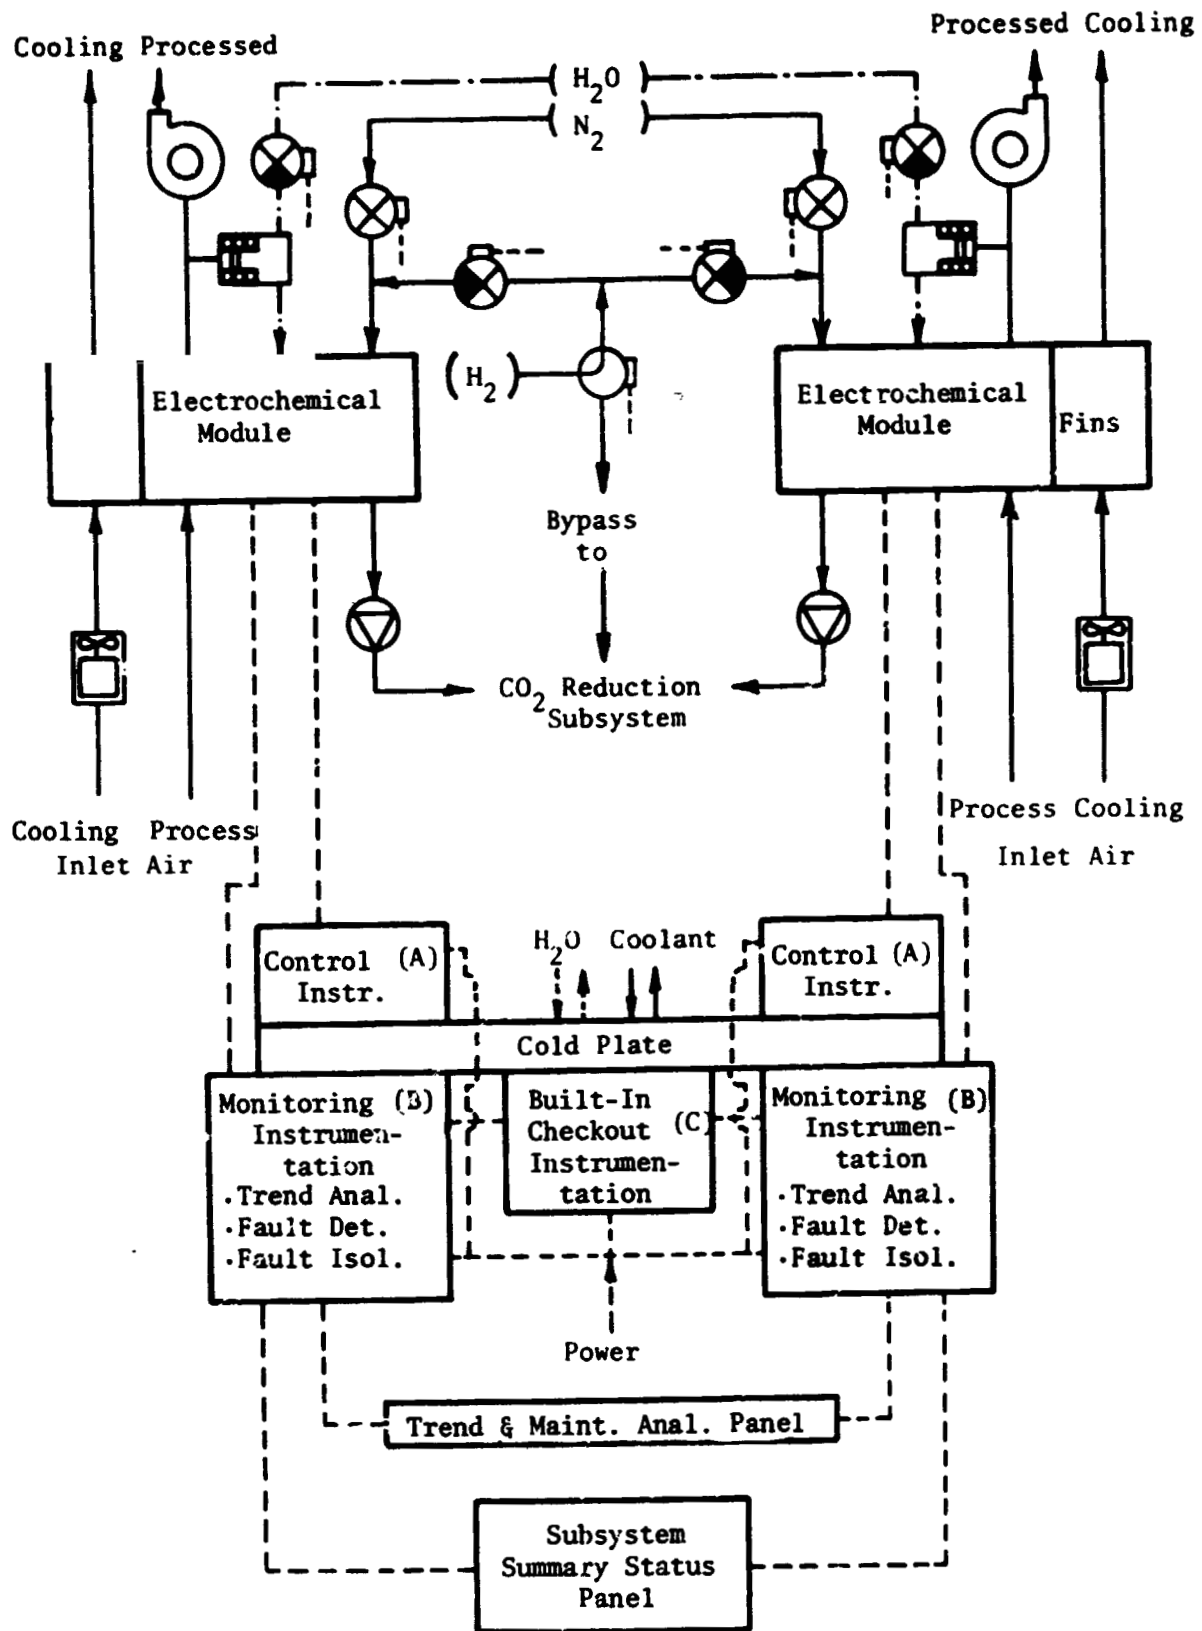 Cooling Processed
Processed Cooling
( H2O )
( N2 )
(H2)
Electrochemical
Module
Electrochemical
Module
Fins
Bypass
to
CO2 Reduction
Subsystem
Cooling Process
Inlet Air
Process Cooling
Inlet Air
Control (A)
Instr.
H2O Coolant
Control (A)
Instr.
Cold Plate
Monitoring (B)
Instrumen-
tation
·Trend Anal.
·Fault Det.
·Fault Isol.
Built-In
Checkout (C)
Instrumen-
tation
Monitoring (B)
Instrumen-
tation
·Trend Anal.
·Fault Det.
·Fault Isol.
Power
Trend & Maint. Anal. Panel
Subsystem
Summary Status
Panel